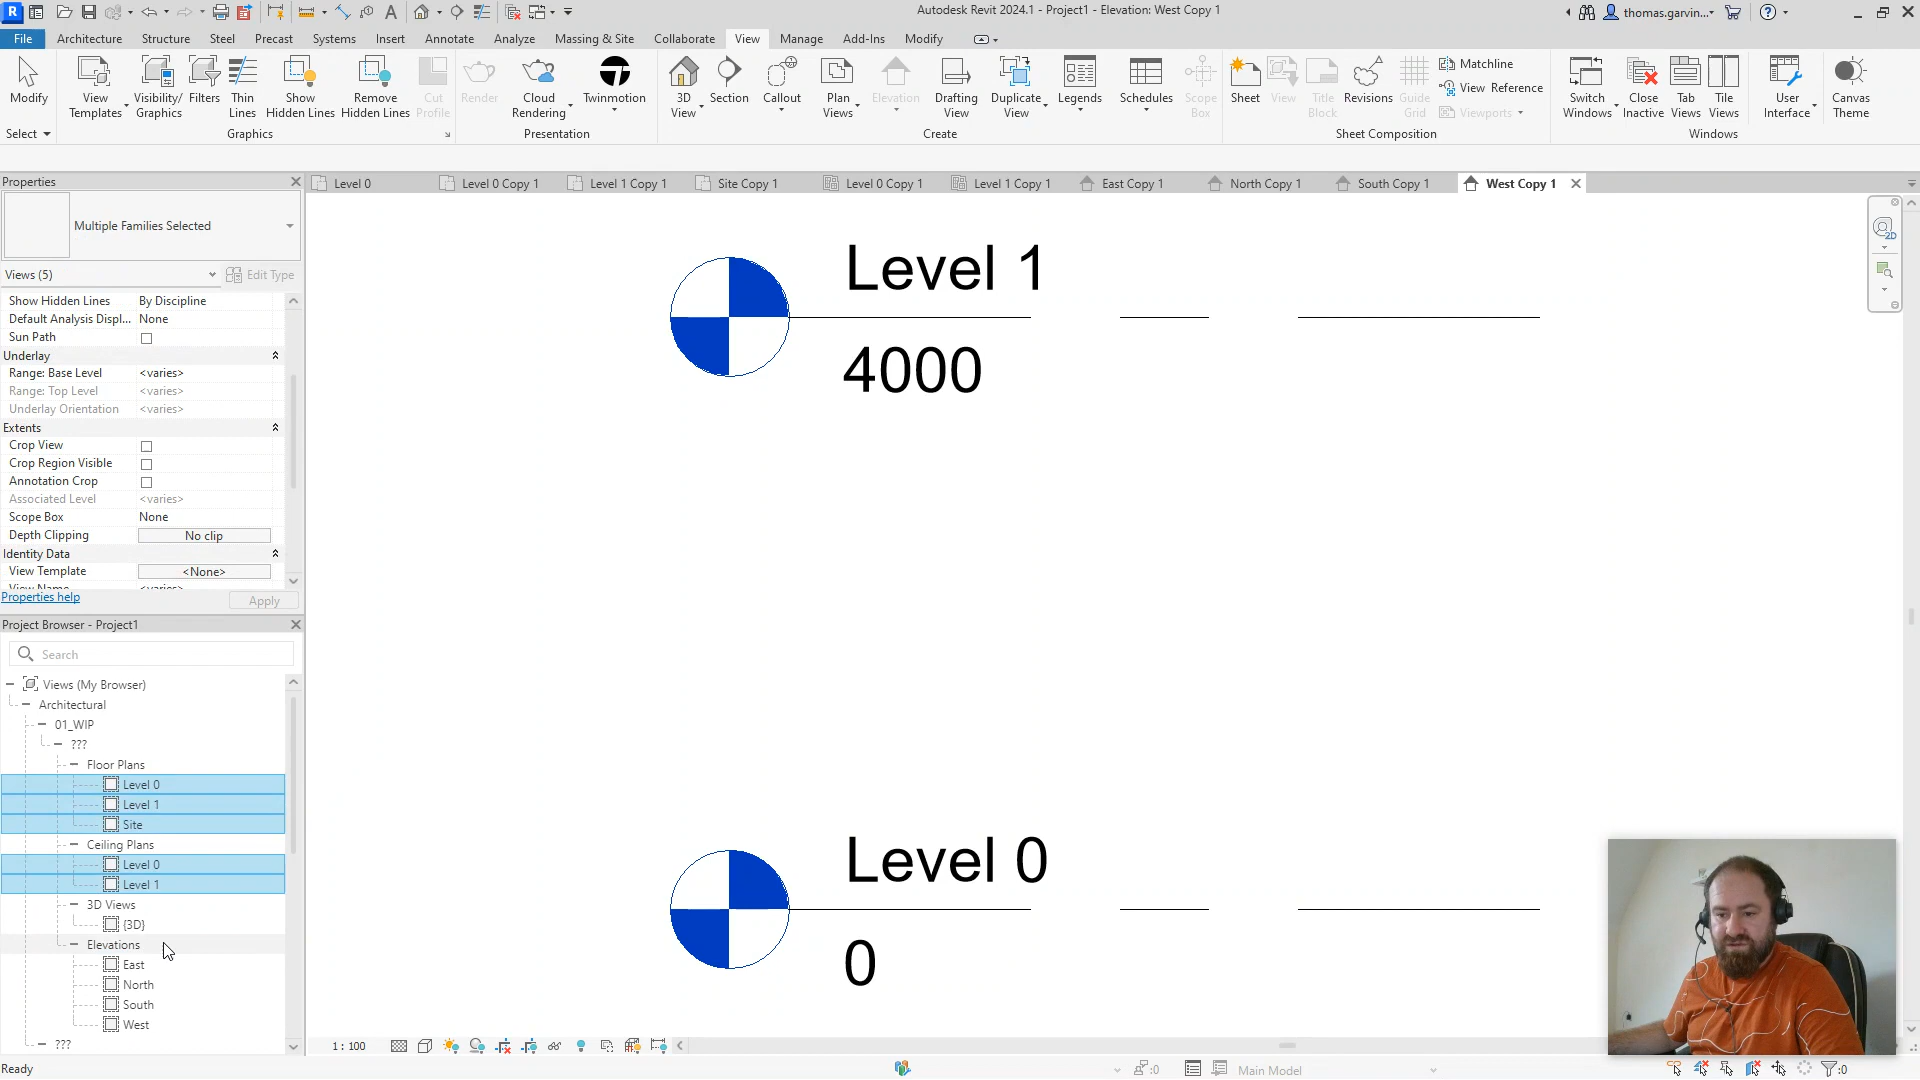 R
Autodesk Revit 2024.1 - Project1 - Elevation: West Copy 1
thomas.garvin...
File Architecture Structure Steel Precast Systems Insert Annotate Analyze Massing & Site Collaborate View Manage Add-Ins Modify
Modify
View Templates
Visibility/ Graphics
Filters
Thin Lines
Show Hidden Lines
Remove Hidden Lines
Cut Profile
Render
Cloud Rendering
Twinmotion
3D View
Section
Callout
Plan Views
Elevation
Drafting View
Duplicate View
Legends
Schedules
Scope Box
Sheet
View
Title Block
Revisions
Guide Grid
Matchline
View Reference
Viewports
Switch Windows
Close Inactive
Tab Views
Tile Views
User Interface
Canvas Theme
Select Graphics Presentation Create Sheet Composition Windows
Properties
Level 0 Level 0 Copy 1 Level 1 Copy 1 Site Copy 1 Level 0 Copy 1 Level 1 Copy 1 East Copy 1 North Copy 1 South Copy 1 West Copy 1
Multiple Families Selected
Views (5) Edit Type
Show Hidden Lines By Discipline
Default Analysis Displ... None
Sun Path
Underlay
Range: Base Level <varies>
Range: Top Level <varies>
Underlay Orientation <varies>
Extents
Crop View
Crop Region Visible
Annotation Crop
Associated Level <varies>
Scope Box None
Depth Clipping No clip
Identity Data
View Template <None>
View Name <varies>
Properties help Apply
Project Browser - Project1
Search
Views (My Browser)
Architectural
01_WIP
???
Floor Plans
Level 0
Level 1
Site
Ceiling Plans
Level 0
Level 1
3D Views
{3D}
Elevations
East
North
South
West
???
Level 1
4000
Level 0
0
2D
1 : 100
Ready
:0
Main Model
:0